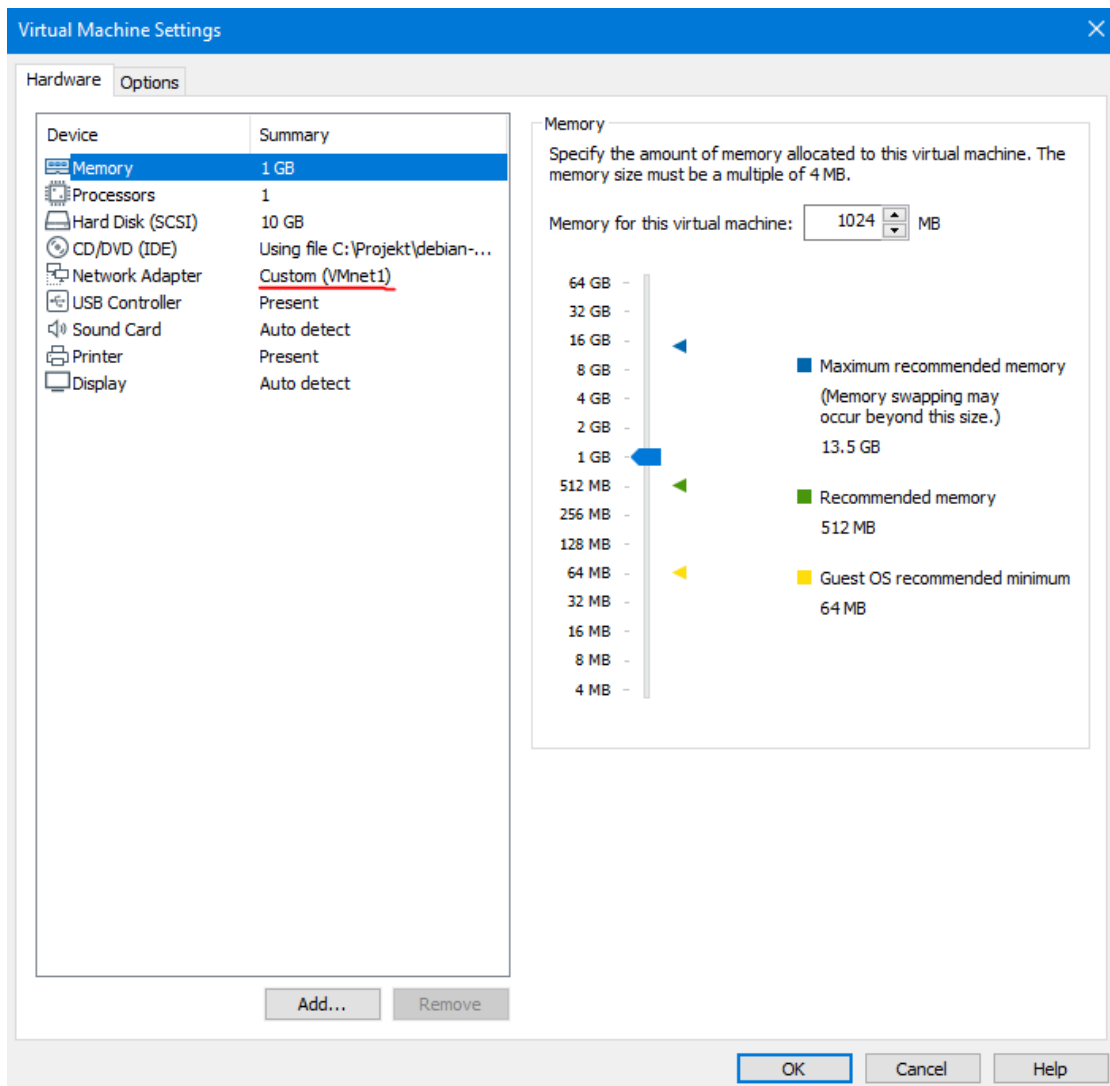 Virtual Machine Settings
Hardware
Options
Device Summary
Memory 1 GB
Processors 1
Hard Disk (SCSI) 10 GB
CD/DVD (IDE) Using file C:\Projekt\debian-...
Network Adapter Custom (VMnet1)
USB Controller Present
Sound Card Auto detect
Printer Present
Display Auto detect
Add... Remove
Memory
Specify the amount of memory allocated to this virtual machine. The
memory size must be a multiple of 4 MB.
Memory for this virtual machine: 1024 MB
64 GB
32 GB
16 GB
8 GB
4 GB
2 GB
1 GB
512 MB
256 MB
128 MB
64 MB
32 MB
16 MB
8 MB
4 MB
Maximum recommended memory
(Memory swapping may
occur beyond this size.)
13.5 GB
Recommended memory
512 MB
Guest OS recommended minimum
64 MB
OK Cancel Help